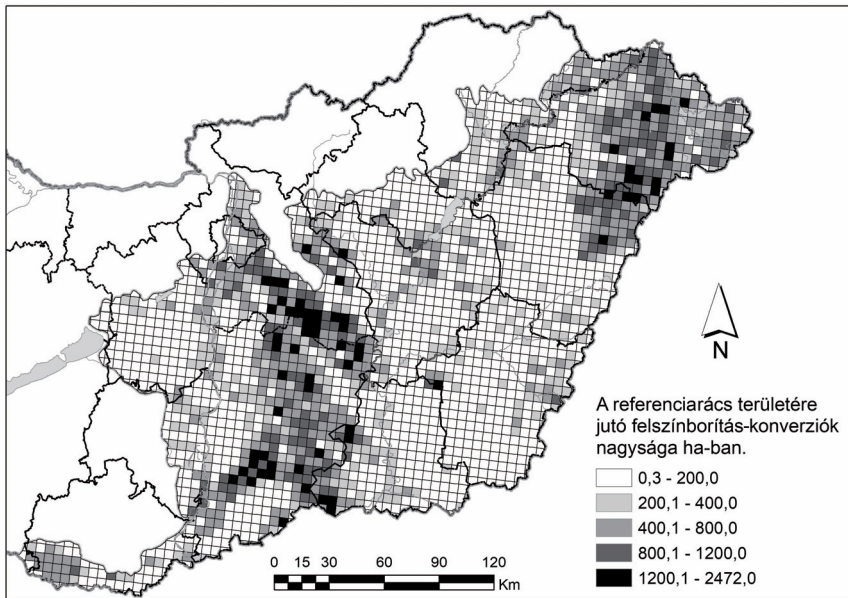 N
A referenciarács területére
jutó felszínborítás-konverziók
nagysága ha-ban.
0,3 - 200,0
200,1 - 400,0
400,1 - 800,0
800,1 - 1200,0
1200,1 - 2472,0
0 15 30 60 90 120
Km